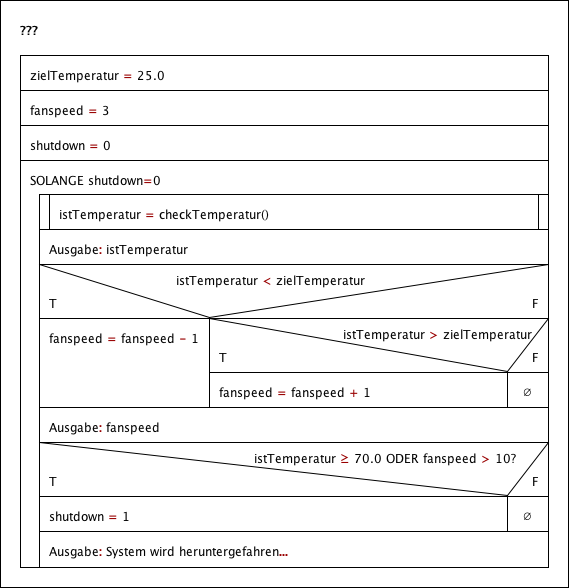 ???
zielTemperatur = 25.0
fanspeed = 3
shutdown = 0
SOLANGE shutdown=0
istTemperatur = checkTemperatur()
Ausgabe: istTemperatur
istTemperatur < zielTemperatur
T F
fanspeed = fanspeed - 1
istTemperatur > zielTemperatur
T F
fanspeed = fanspeed + 1
∅
Ausgabe: fanspeed
istTemperatur ≥ 70.0 ODER fanspeed > 10?
T F
shutdown = 1
∅
Ausgabe: System wird heruntergefahren...